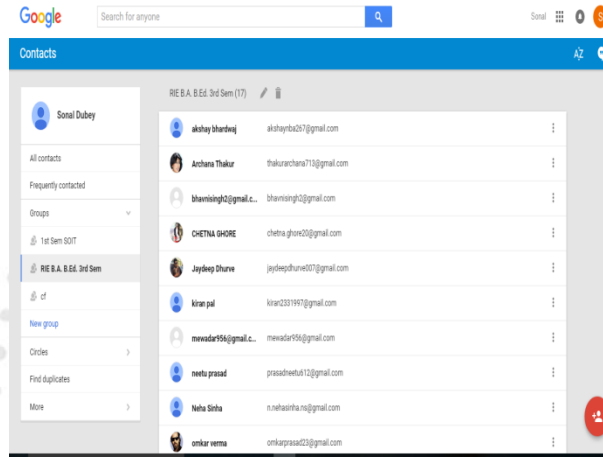 Google Search for anyone Sonal
Contacts AZ
RIE B.A. B.Ed. 3rd Sem (17)
Sonal Dubey
All contacts
Frequently contacted
Groups
1st Sem SOIT
RIE B.A. B.Ed. 3rd Sem
cf
New group
Circles
Find duplicates
More
akshay bhardwaj akshaynba267@gmail.com
Archana Thakur thakurarchana713@gmail.com
bhavnisingh2@gmail.c... bhavnisingh2@gmail.com
CHETNA GHORE chetna.ghore20@gmail.com
Jaydeep Dhurve jaydeepdhurve007@gmail.com
kiran pal kiran2331997@gmail.com
mewadar956@gmail.c... mewadar956@gmail.com
neetu prasad prasadneetu612@gmail.com
Neha Sinha n.nehasinha.ns@gmail.com
omkar verma omkarprasad23@gmail.com